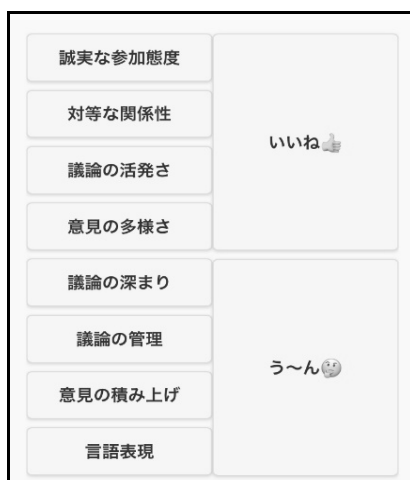 誠実な参加態度
対等な関係性
議論の活発さ
意見の多様さ
議論の深まり
議論の管理
意見の積み上げ
言語表現
いいね👍
う〜ん🤔